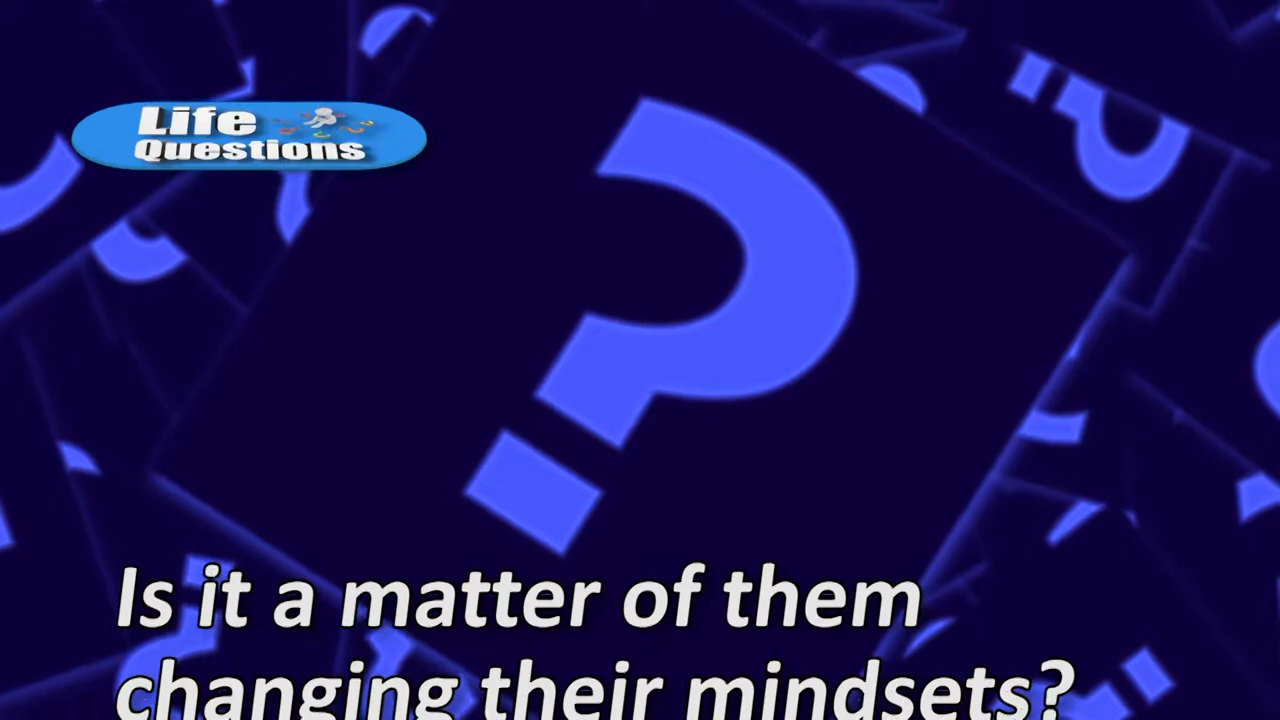 Life
Questions
Is it a matter of them
changing their mindsets?